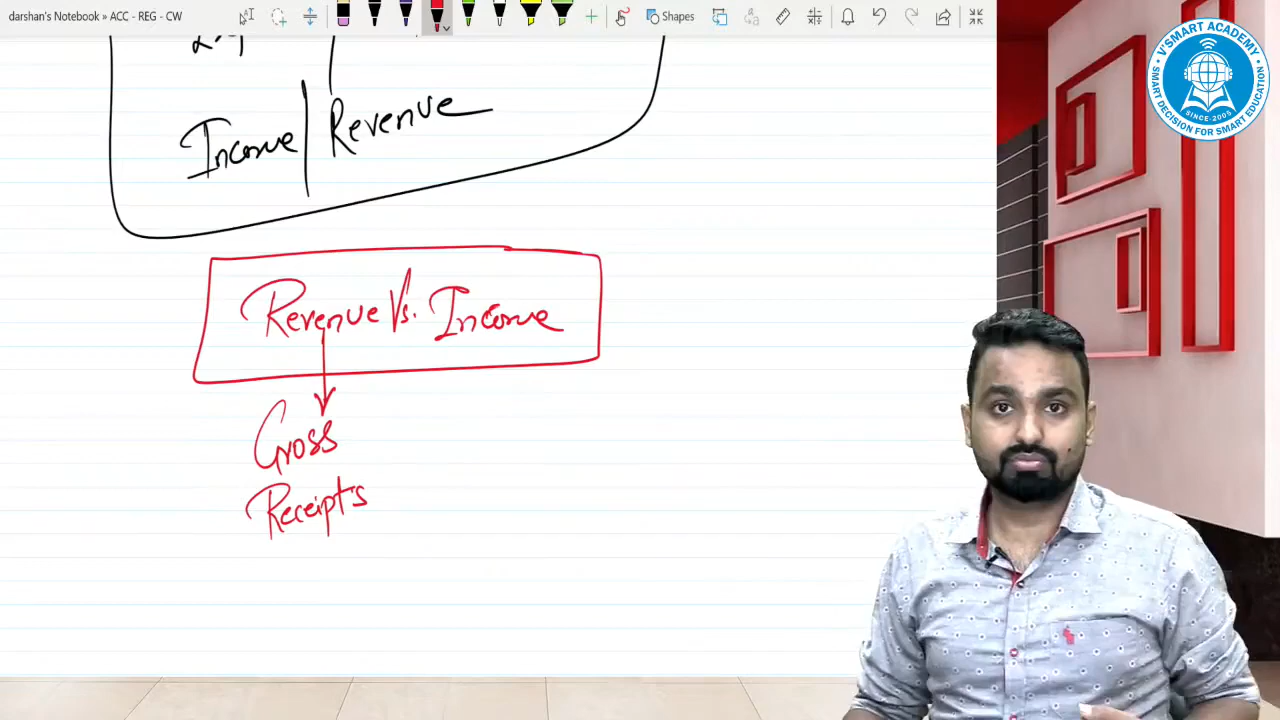 darshan's Notebook » ACC - REG - CW
Shapes
Income | Revenue
Revenue Vs. Income
Gross
Receipts
V'SMART ACADEMY
SMART DECISION FOR SMART EDUCATION
SINCE-2005